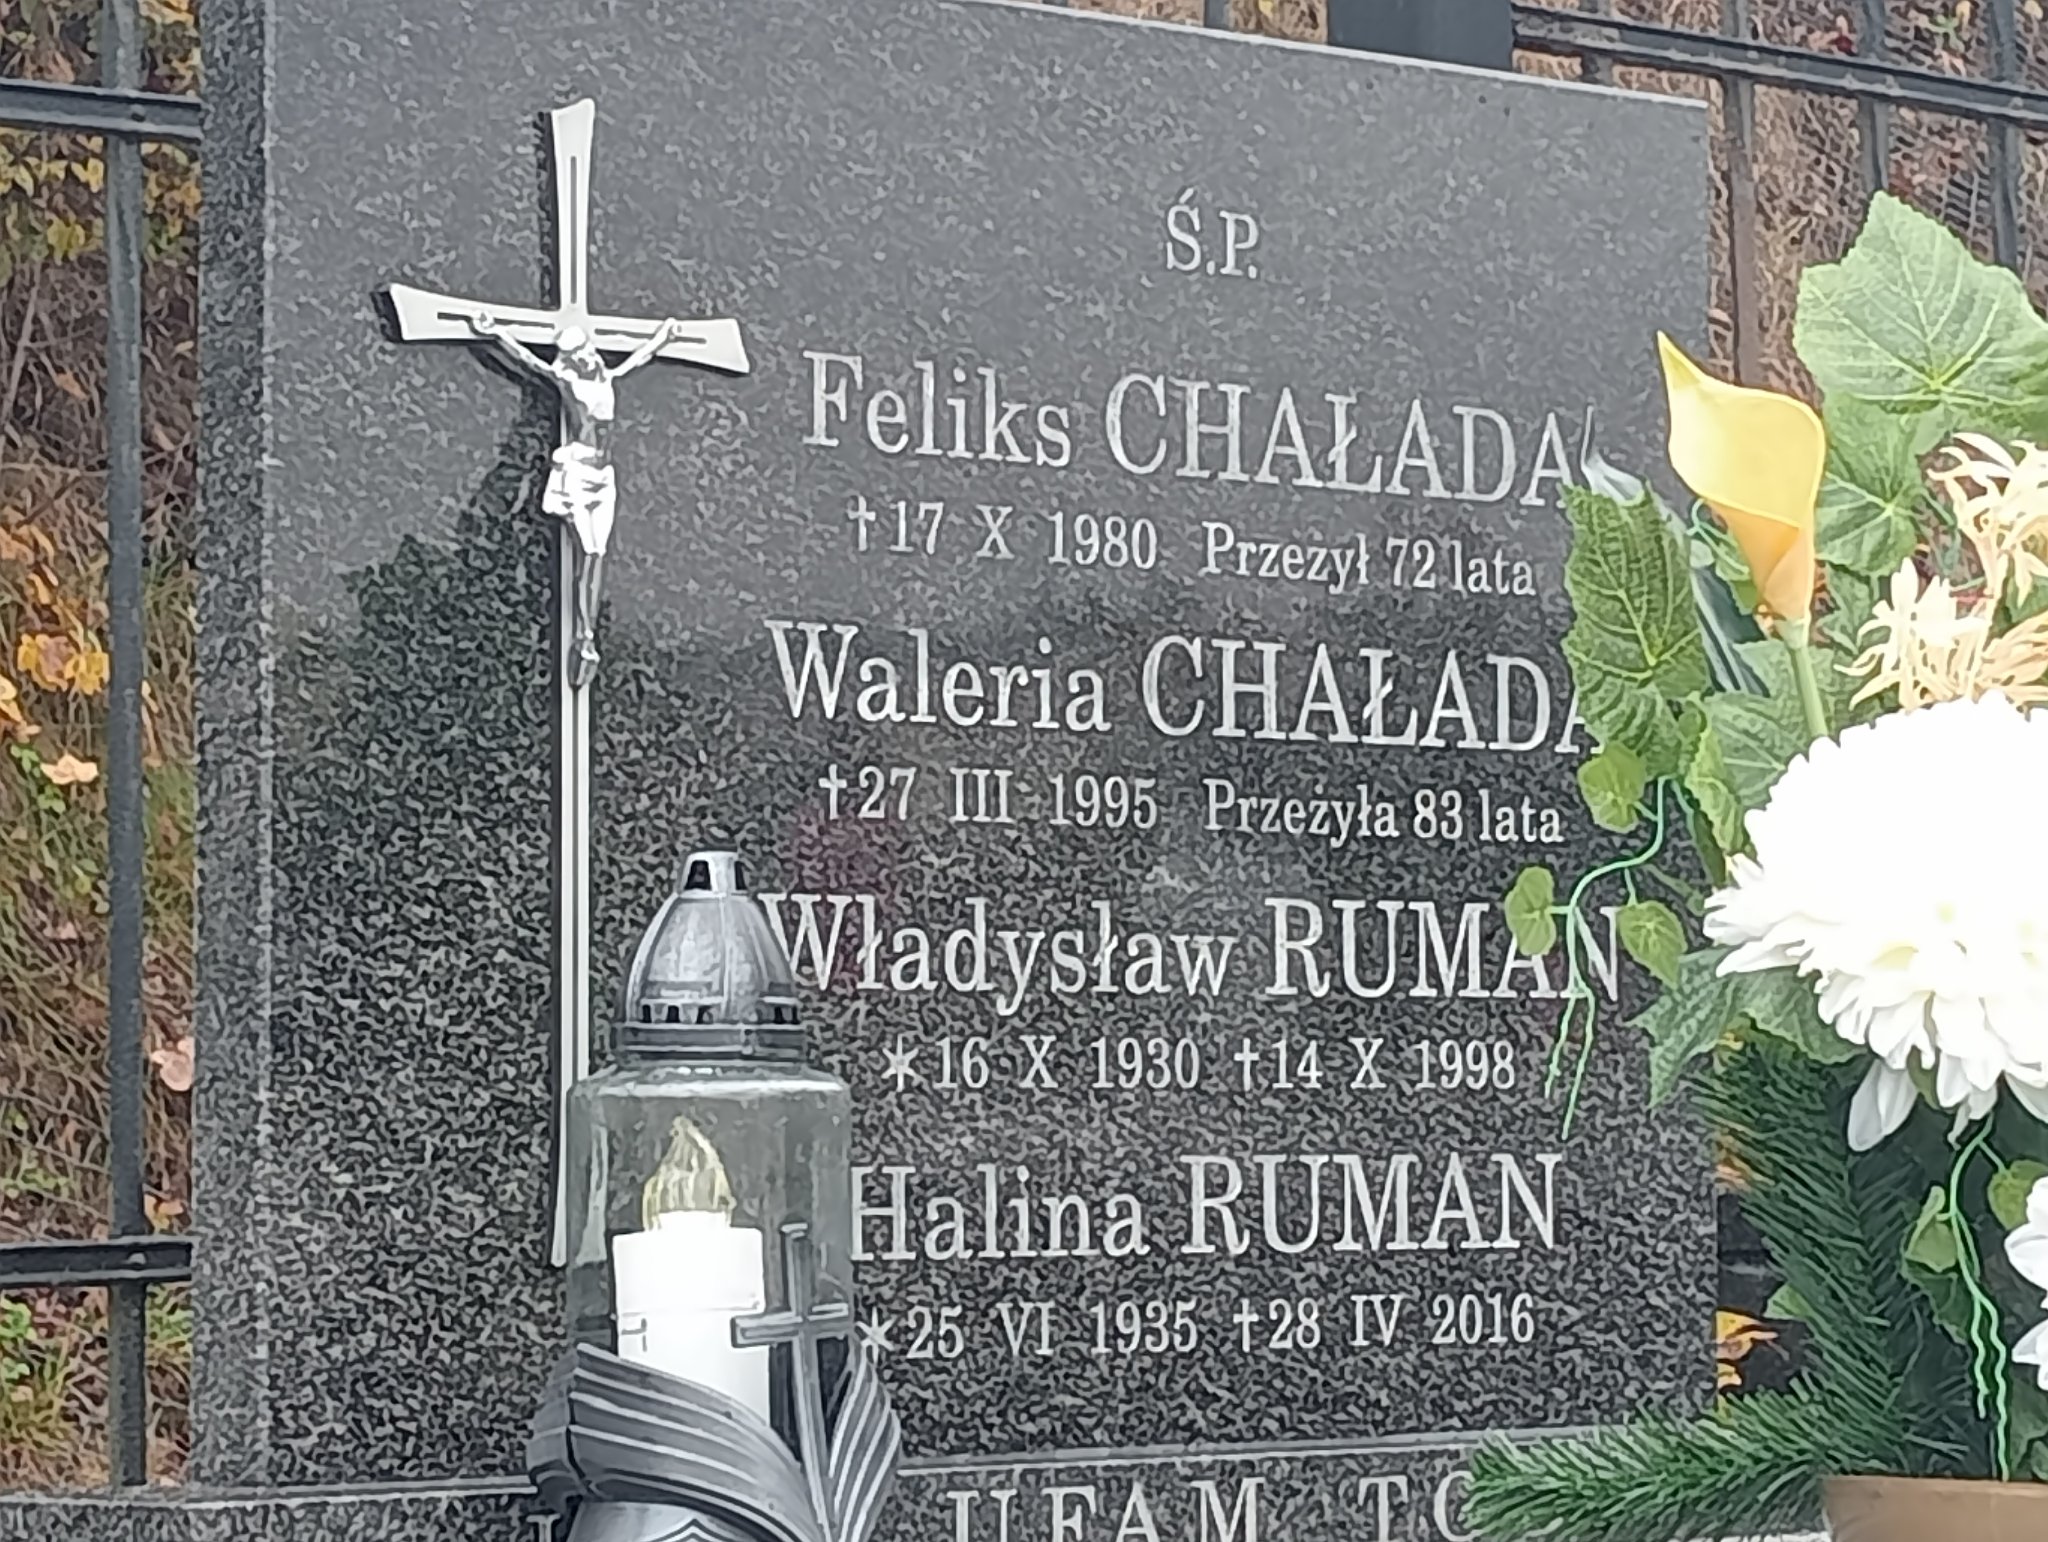 Ś.P.
Feliks CHAŁADA
†17 X 1980 Przeżył 72 lata
Waleria CHAŁADA
†27 III 1995 Przeżyła 83 lata
Władysław RUMAN
*16 X 1930 †14 X 1998
Halina RUMAN
*25 VI 1935 †28 IV 2016
UFAM